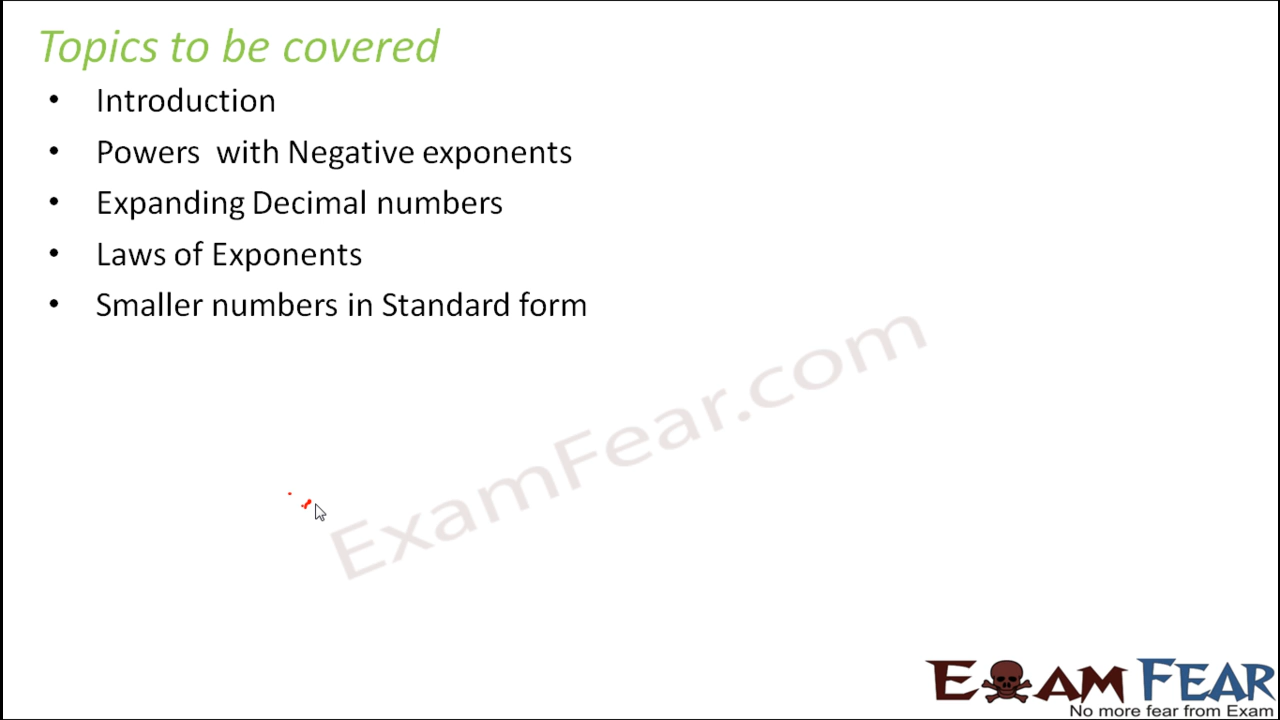 Topics to be covered
• Introduction
• Powers with Negative exponents
• Expanding Decimal numbers
• Laws of Exponents
• Smaller numbers in Standard form
ExamFear.com
EXAM FEAR
No more fear from Exam